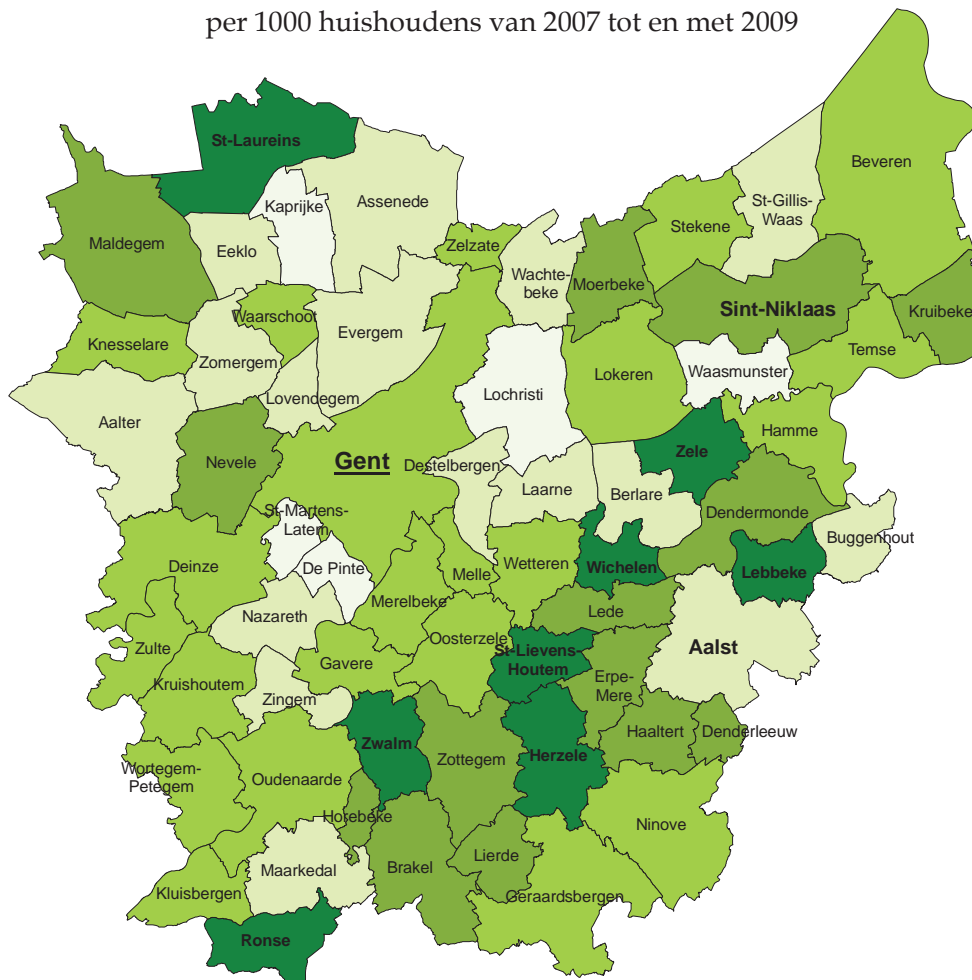 per 1000 huishoudens van 2007 tot en met 2009
St-Laureins
Beveren
Assenede
Kaprijke
St-Gillis-
Waas
Stekene
Maldegem
Eeklo
Zelzate
Wachte-
beke
Moerbeke
Sint-Niklaas
Kruibeke
Waarschoot
Evergem
Knesselare
Zomergem
Temse
Waasmunster
Lokeren
Lochristi
Lovendegem
Aalter
Hamme
Nevele
Gent
Destelbergen
Zele
Laarne
Berlare
St-Martens-
Latem
Dendermonde
Buggenhout
Deinze
De Pinte
Melle
Wetteren
Wichelen
Lebbeke
Merelbeke
Nazareth
Lede
Zulte
Oosterzele
Aalst
Gavere
St-Lievens-
Houtem
Kruishoutem
Erpe-
Mere
Zingem
Zwalm
Zottegem
Herzele
Haaltert
Denderleeuw
Wortegem-
Petegem
Oudenaarde
Horebeke
Ninove
Lierde
Maarkedal
Brakel
Kluisbergen
Geraardsbergen
Ronse